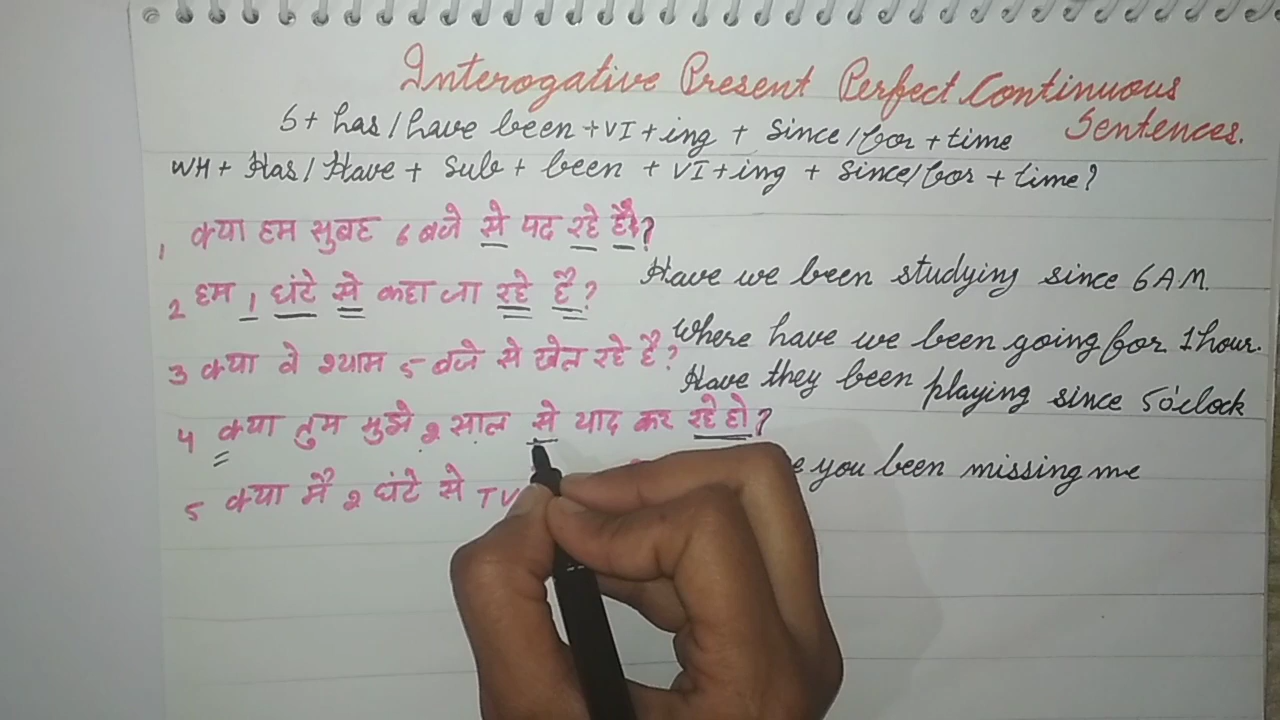 Interogative Present Perfect Continuous
Sentences.
S + has / have been + VI + ing + since / for + time
WH + Has / Have + Sub + been + VI + ing + since / for + time?
1 क्या हम सुबह 6 बजे से पढ रहे है?
Have we been studying since 6 A.M.
2 हम 1 घंटे से कहा जा रहे है?
Where have we been going for 1 hour.
3 क्या वे श्याम 5 बजे से खेल रहे है?
Have they been playing since 5 o'clock
4 क्या तुम मुझे २ साल से याद कर रहे हो?
you been missing me
5 क्या मै २ घंटे से TV